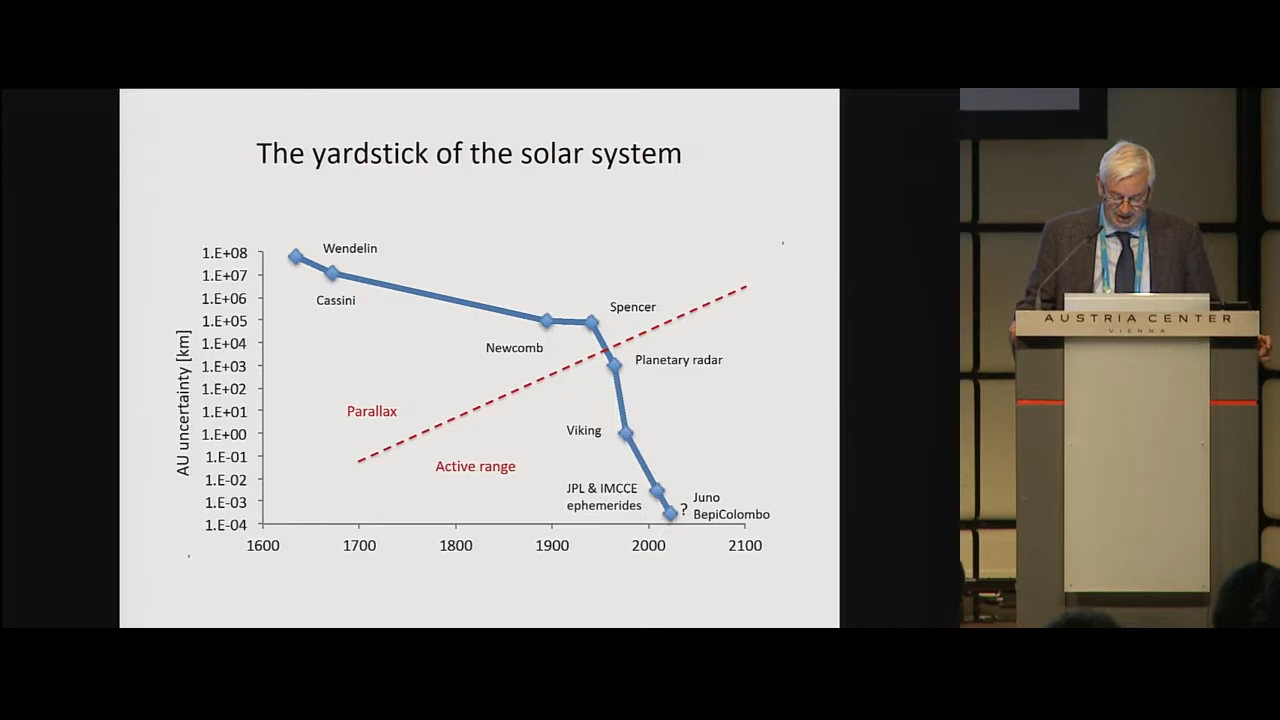 The yardstick of the solar system
AU uncertainty [km]
1.E+08
1.E+07
1.E+06
1.E+05
1.E+04
1.E+03
1.E+02
1.E+01
1.E+00
1.E-01
1.E-02
1.E-03
1.E-04
1600
1700
1800
1900
2000
2100
Wendelin
Cassini
Newcomb
Spencer
Planetary radar
Parallax
Active range
Viking
JPL & IMCCE
ephemerides
?
Juno
BepiColombo
AUSTRIA CENTER
VIENNA